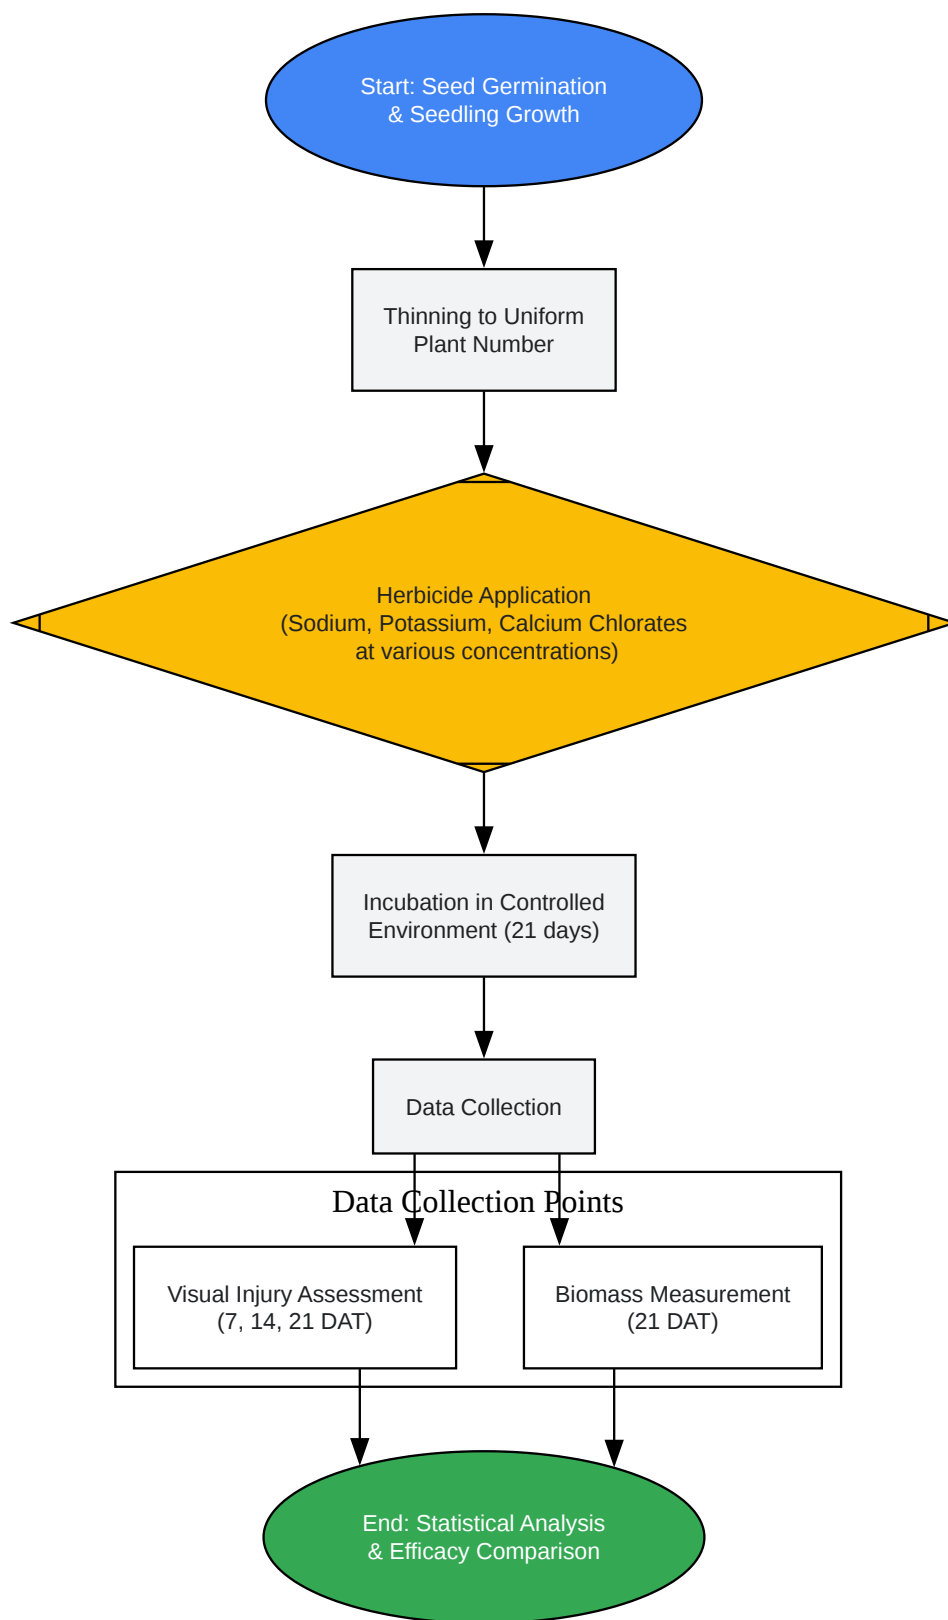 Start: Seed Germination
& Seedling Growth
Thinning to Uniform
Plant Number
Herbicide Application
(Sodium, Potassium, Calcium Chlorates
at various concentrations)
Incubation in Controlled
Environment (21 days)
Data Collection
Data Collection Points
Visual Injury Assessment
(7, 14, 21 DAT)
Biomass Measurement
(21 DAT)
End: Statistical Analysis
& Efficacy Comparison